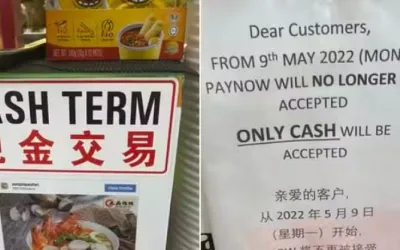 ASH TERM
金交易
View Profile
Dear Customers,
FROM 9th MAY 2022 (MON
PAYNOW WILL NO LONGER
ACCEPTED
ONLY CASH WILL BE
ACCEPTED
亲爱的客户,
从 2022 年 5 月 9 日
(星期一) 开始,